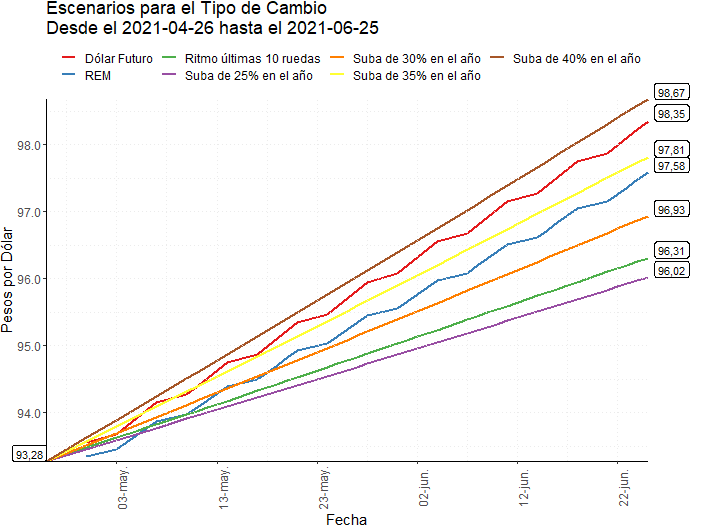 Escenarios para el Tipo de Cambio
Desde el 2021-04-26 hasta el 2021-06-25
Dólar Futuro
Ritmo últimas 10 ruedas
Suba de 30% en el año
Suba de 40% en el año
REM
Suba de 25% en el año
Suba de 35% en el año
98,67
98,35
97,81
97,58
96,93
96,31
96,02
98.0
97.0
96.0
95.0
94.0
93,28
Pesos por Dólar
03-may.
13-may.
23-may.
02-jun.
12-jun.
22-jun.
Fecha